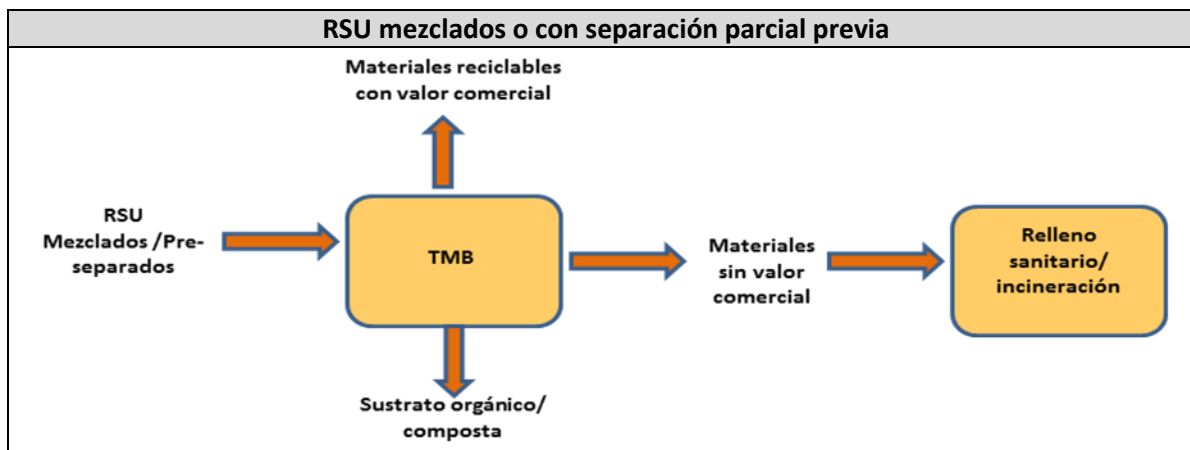 RSU mezclados o con separación parcial previa
Materiales reciclables
con valor comercial
RSU
Mezclados /Pre-
separados
TMB
Materiales
sin valor
comercial
Relleno
sanitario/
incineración
Sustrato orgánico/
composta